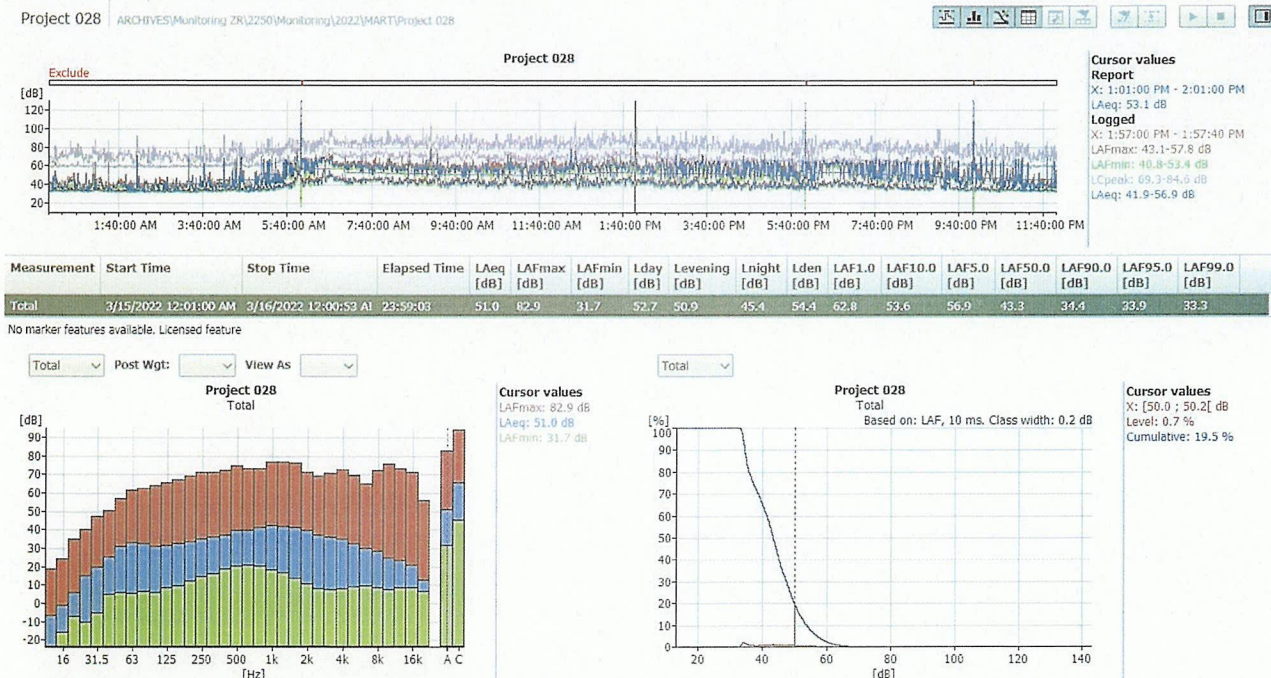 Project 028 ARCHIVES\Monitoring ZR\2250\Monitoring\2022\MART\Project 028
Project 028
Exclude
[dB]
120
100
80
60
40
20
1:40:00 AM 3:40:00 AM 5:40:00 AM 7:40:00 AM 9:40:00 AM 11:40:00 AM 1:40:00 PM 3:40:00 PM 5:40:00 PM 7:40:00 PM 9:40:00 PM 11:40:00 PM
Cursor values
Report
X: 1:01:00 PM - 2:01:00 PM
LAeq: 53.1 dB
Logged
X: 1:57:00 PM - 1:57:40 PM
LAFmax: 43.1-57.8 dB
LAFmin: 40.8-53.4 dB
LCpeak: 69.3-84.6 dB
LAeq: 41.9-56.9 dB
Measurement Start Time Stop Time Elapsed Time LAeq [dB] LAFmax [dB] LAFmin [dB] Lday [dB] Levening [dB] Lnight [dB] Lden [dB] LAF1.0 [dB] LAF10.0 [dB] LAF5.0 [dB] LAF50.0 [dB] LAF90.0 [dB] LAF95.0 [dB] LAF99.0 [dB]
Total 3/15/2022 12:01:00 AM 3/16/2022 12:00:53 A 23:59:03 51.0 82.9 31.7 52.7 50.9 45.4 54.4 62.8 53.6 56.9 43.3 34.4 33.9 33.3
No marker features available. Licensed feature
Total Post Wgt: View As
Project 028
Total
[dB]
90
80
70
60
50
40
30
20
10
0
-10
-20
16 31.5 63 125 250 500 1k 2k 4k 8k 16k A C
[Hz]
Cursor values
LAFmax: 82.9 dB
LAeq: 51.0 dB
LAFmin: 31.7 dB
Total
Project 028
Total
Based on: LAF, 10 ms. Class width: 0.2 dB
[%]
100
90
80
70
60
50
40
30
20
10
0
20 40 60 80 100 120 140
[dB]
Cursor values
X: [50.0 ; 50.2[ dB
Level: 0.7 %
Cumulative: 19.5 %